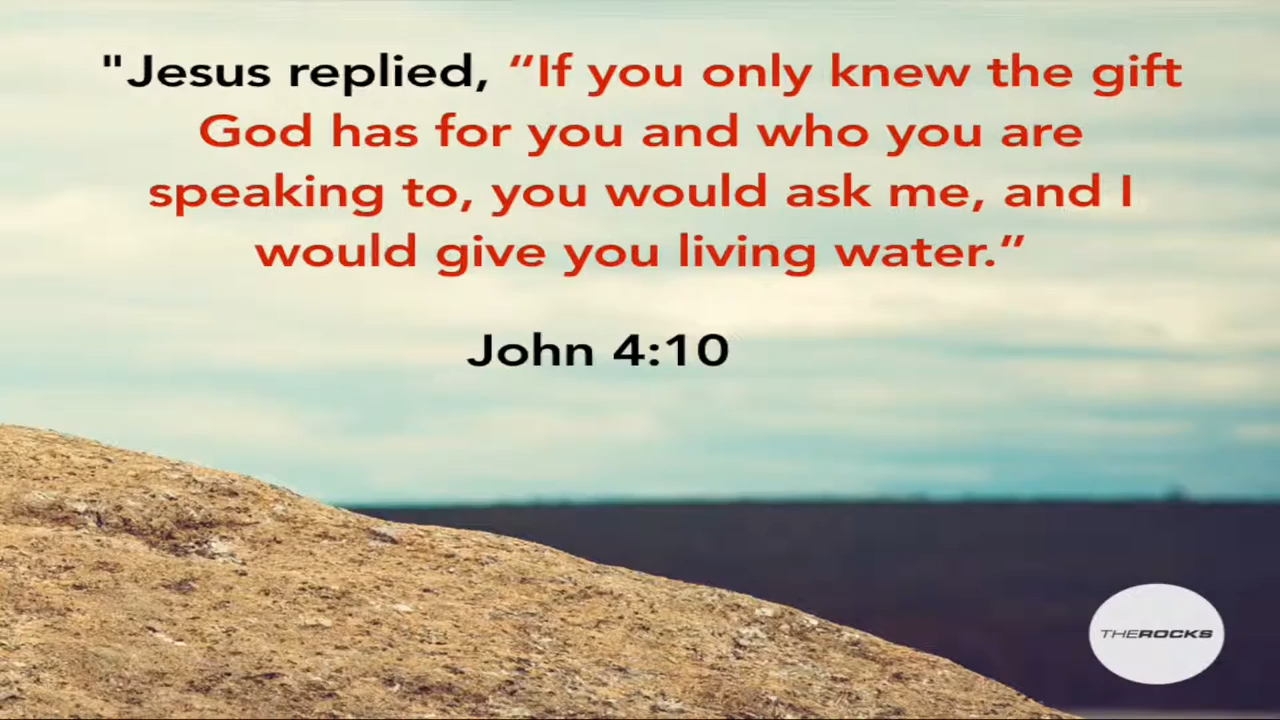 "Jesus replied, “If you only knew the gift
God has for you and who you are
speaking to, you would ask me, and I
would give you living water.”
John 4:10
THEROCKS